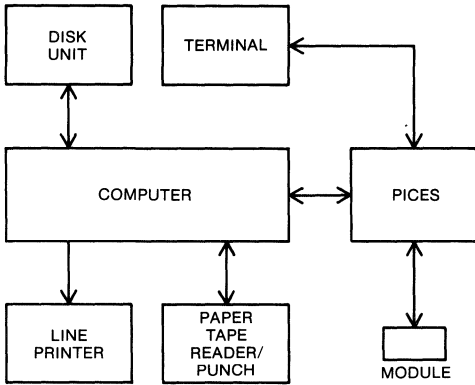 DISK
UNIT
TERMINAL
COMPUTER
PICES
LINE
PRINTER
PAPER
TAPE
READER/
PUNCH
MODULE